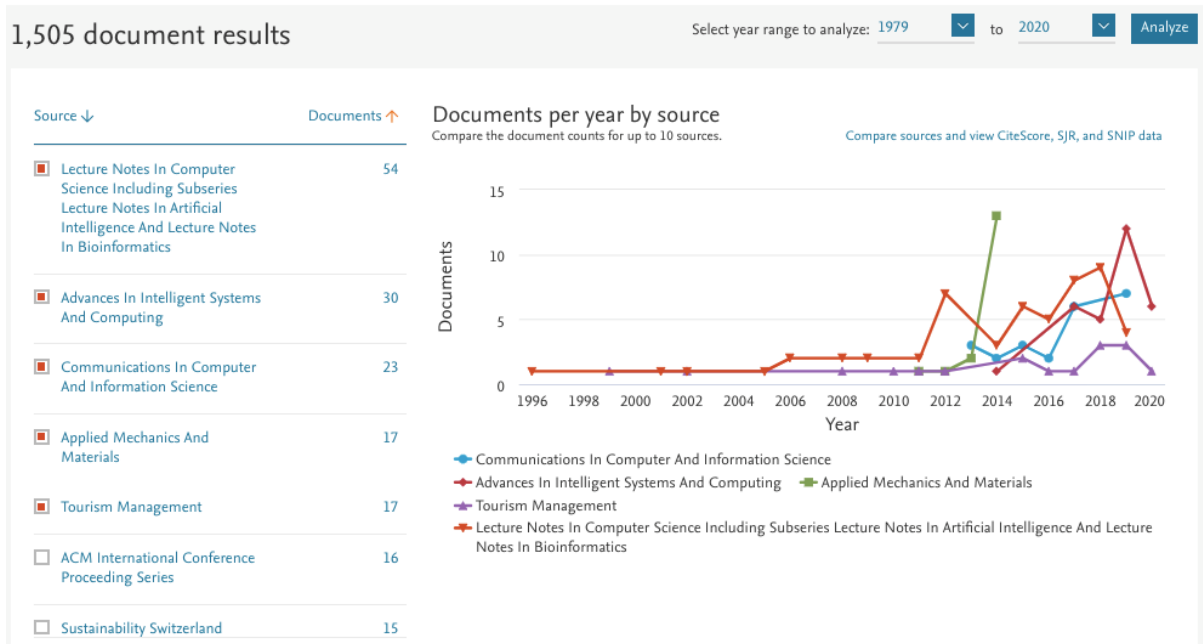 1,505 document results
Select year range to analyze: 1979 to 2020 Analyze
Source ↓ Documents ↑
Lecture Notes In Computer 54
Science Including Subseries
Lecture Notes In Artificial
Intelligence And Lecture Notes
In Bioinformatics
Advances In Intelligent Systems 30
And Computing
Communications In Computer 23
And Information Science
Applied Mechanics And 17
Materials
Tourism Management 17
ACM International Conference 16
Proceeding Series
Sustainability Switzerland 15
Documents per year by source
Compare the document counts for up to 10 sources.
Compare sources and view CiteScore, SJR, and SNIP data
Documents
15
10
5
0
1996 1998 2000 2002 2004 2006 2008 2010 2012 2014 2016 2018 2020
Year
Communications In Computer And Information Science
Advances In Intelligent Systems And Computing Applied Mechanics And Materials
Tourism Management
Lecture Notes In Computer Science Including Subseries Lecture Notes In Artificial Intelligence And Lecture
Notes In Bioinformatics